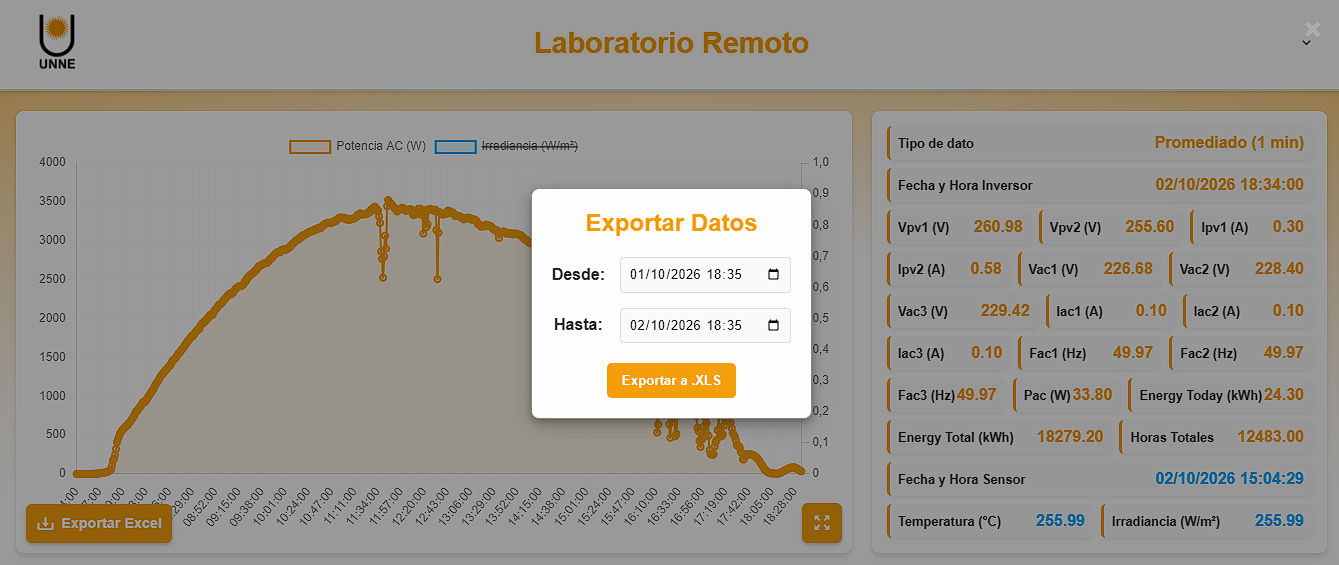 UNNE
Laboratorio Remoto
Potencia AC (W) Irradiancia (W/m²)
4000
3500
3000
2500
2000
1500
1000
500
0
1,0
0,9
0,8
0,7
0,6
0,5
0,4
0,3
0,2
0,1
0
08:52:00 09:15:00 09:38:00 10:01:00 10:24:00 10:47:00 11:11:00 11:34:00 11:57:00 12:20:00 12:43:00 13:06:00 13:29:00 13:52:00 14:15:00 14:38:00 15:01:00 15:24:00 15:47:00 16:10:00 16:33:00 16:56:00 17:19:00 17:42:00 18:05:00 18:28:00
Exportar Excel
Exportar Datos
Desde: 01/10/2026 18:35
Hasta: 02/10/2026 18:35
Exportar a .XLS
Tipo de dato Promediado (1 min)
Fecha y Hora Inversor 02/10/2026 18:34:00
Vpv1 (V) 260.98 Vpv2 (V) 255.60 Ipv1 (A) 0.30
Ipv2 (A) 0.58 Vac1 (V) 226.68 Vac2 (V) 228.40
Vac3 (V) 229.42 Iac1 (A) 0.10 Iac2 (A) 0.10
Iac3 (A) 0.10 Fac1 (Hz) 49.97 Fac2 (Hz) 49.97
Fac3 (Hz) 49.97 Pac (W) 33.80 Energy Today (kWh) 24.30
Energy Total (kWh) 18279.20 Horas Totales 12483.00
Fecha y Hora Sensor 02/10/2026 15:04:29
Temperatura (°C) 255.99 Irradiancia (W/m²) 255.99